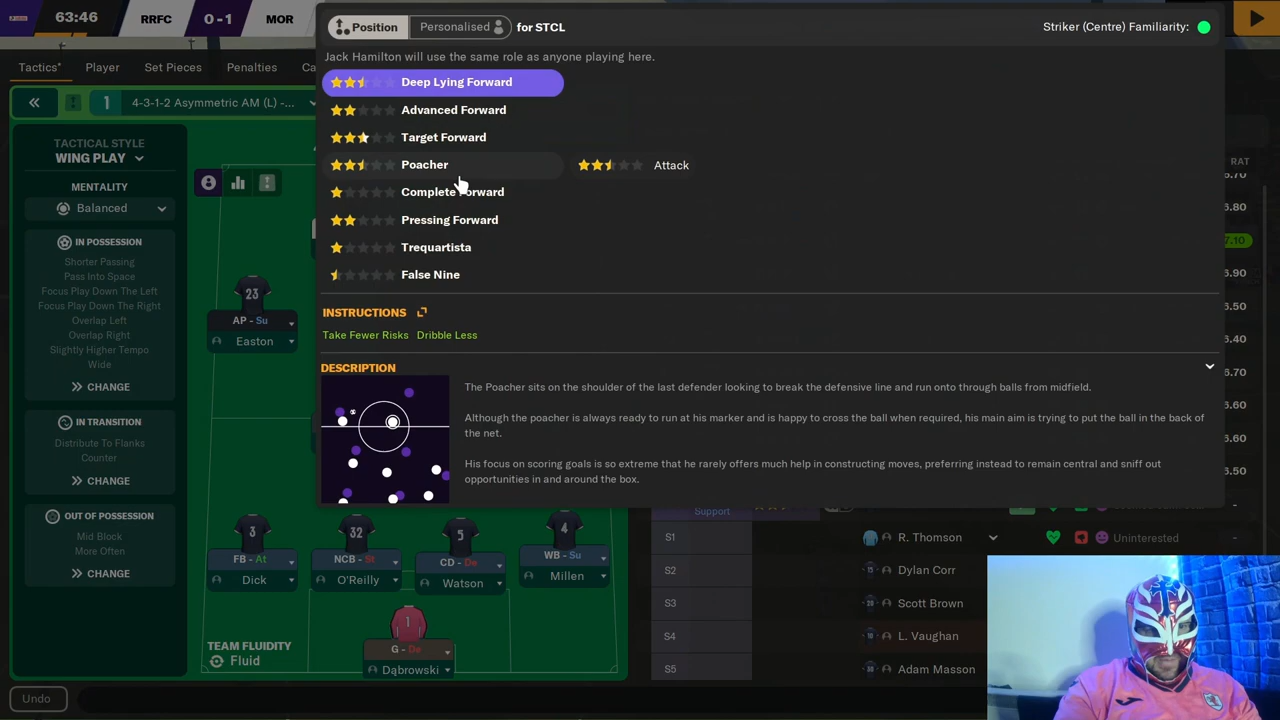 63:46
RRFC
0-1
MOR
Position
Personalised
for STCL
Striker (Centre) Familiarity:
Tactics*
Player
Set Pieces
Penalties
Jack Hamilton will use the same role as anyone playing here.
Deep Lying Forward
1
4-3-1-2 Asymmetric AM (L) -...
Advanced Forward
Target Forward
Poacher
Attack
Complete Forward
Pressing Forward
Trequartista
False Nine
TACTICAL STYLE
WING PLAY
MENTALITY
Balanced
IN POSSESSION
Shorter Passing
Pass Into Space
Focus Play Down The Left
Focus Play Down The Right
Overlap Left
Overlap Right
Slightly Higher Tempo
Wide
CHANGE
IN TRANSITION
Distribute To Flanks
Counter
CHANGE
OUT OF POSSESSION
Mid Block
More Often
CHANGE
23
AP - Su
Easton
INSTRUCTIONS
Take Fewer Risks
Dribble Less
DESCRIPTION
The Poacher sits on the shoulder of the last defender looking to break the defensive line and run onto through balls from midfield.
Although the poacher is always ready to run at his marker and is happy to cross the ball when required, his main aim is trying to put the ball in the back of
the net.
His focus on scoring goals is so extreme that he rarely offers much help in constructing moves, preferring instead to remain central and sniff out
opportunities in and around the box.
RAT
6.70
6.80
7.10
6.90
6.50
6.40
6.70
6.60
6.60
6.50
3
FB - At
Dick
32
NCB - St
O'Reilly
5
CD - De
Watson
4
WB - Su
Millen
1
G - De
Dąbrowski
TEAM FLUIDITY
Fluid
Support
S1
R. Thomson
Uninterested
-
S2
Dylan Corr
S3
Scott Brown
S4
L. Vaughan
S5
Adam Masson
Undo